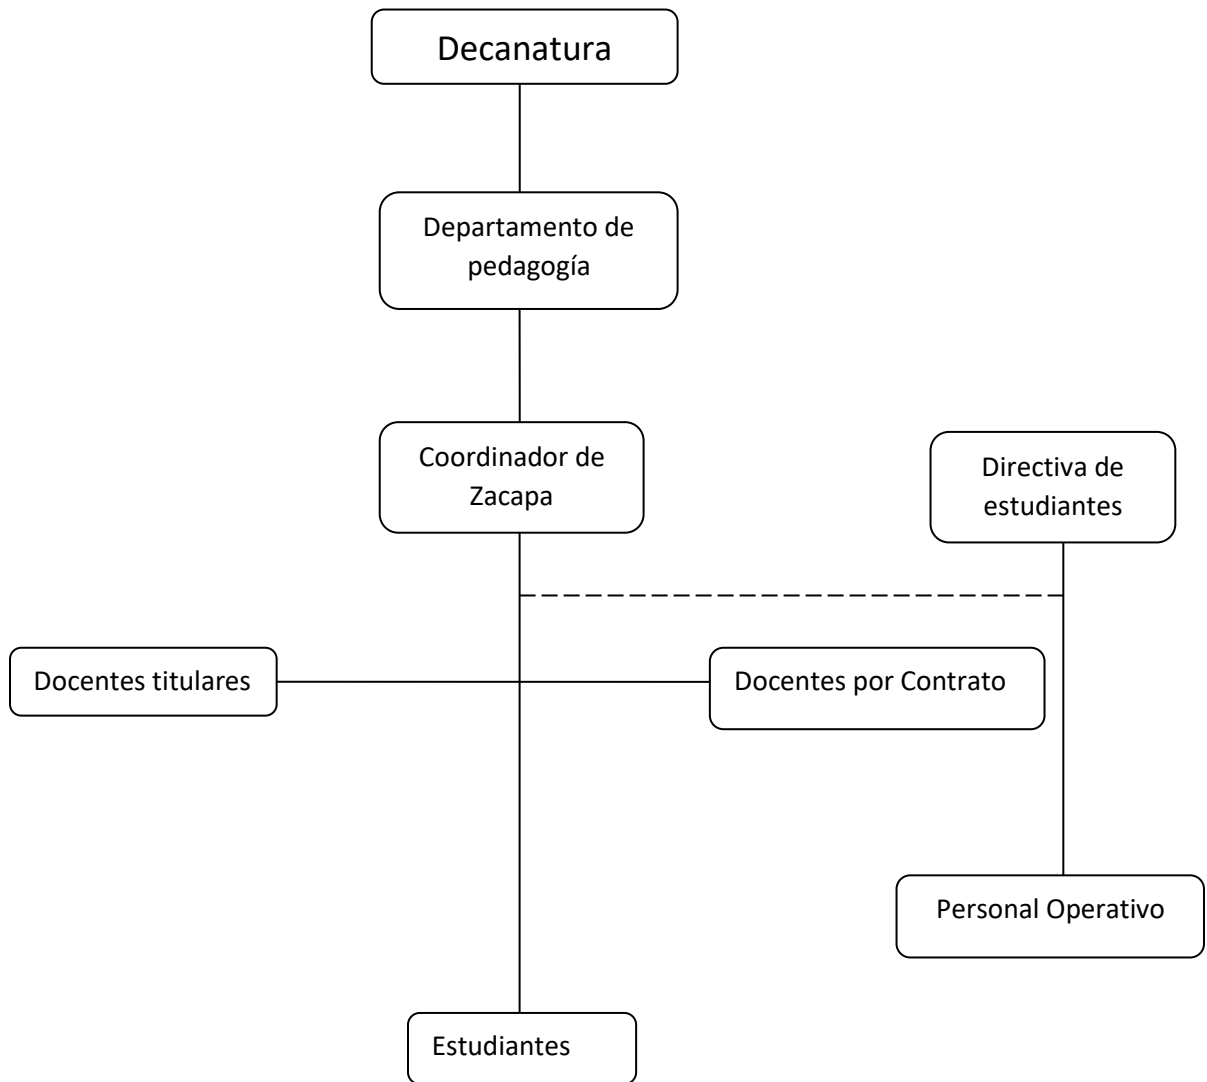 Decanatura
Departamento de
pedagogía
Coordinador de
Zacapa
Directiva de
estudiantes
Docentes titulares
Docentes por Contrato
Personal Operativo
Estudiantes